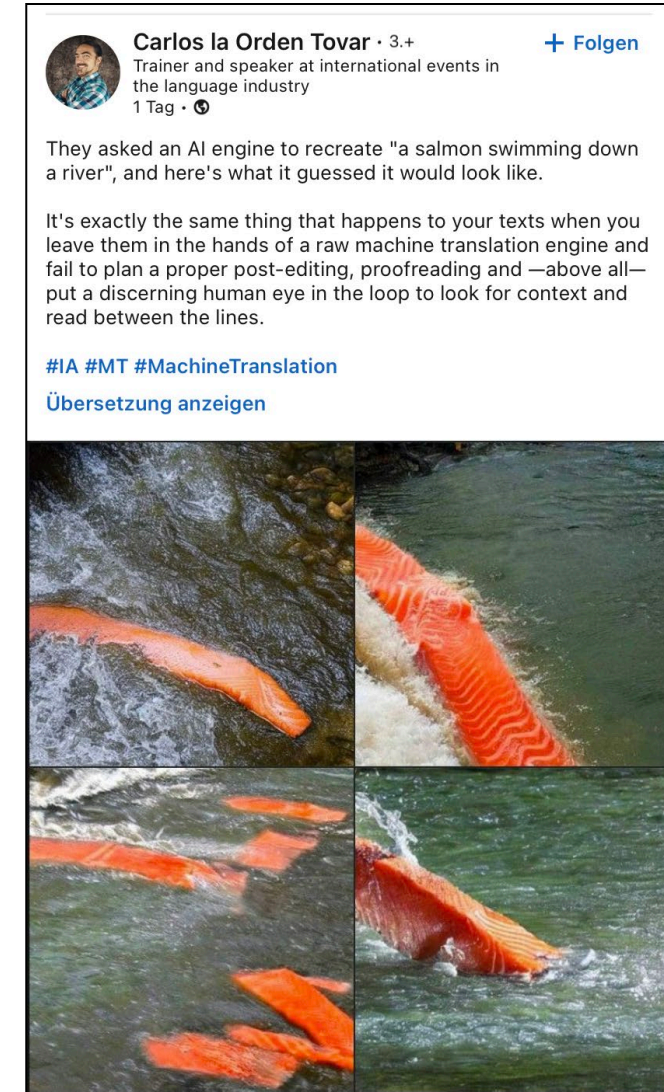 Carlos la Orden Tovar · 3.+
+ Folgen
Trainer and speaker at international events in
the language industry
1 Tag ·
They asked an AI engine to recreate "a salmon swimming down
a river", and here's what it guessed it would look like.
It's exactly the same thing that happens to your texts when you
leave them in the hands of a raw machine translation engine and
fail to plan a proper post-editing, proofreading and —above all—
put a discerning human eye in the loop to look for context and
read between the lines.
#IA #MT #MachineTranslation
Übersetzung anzeigen